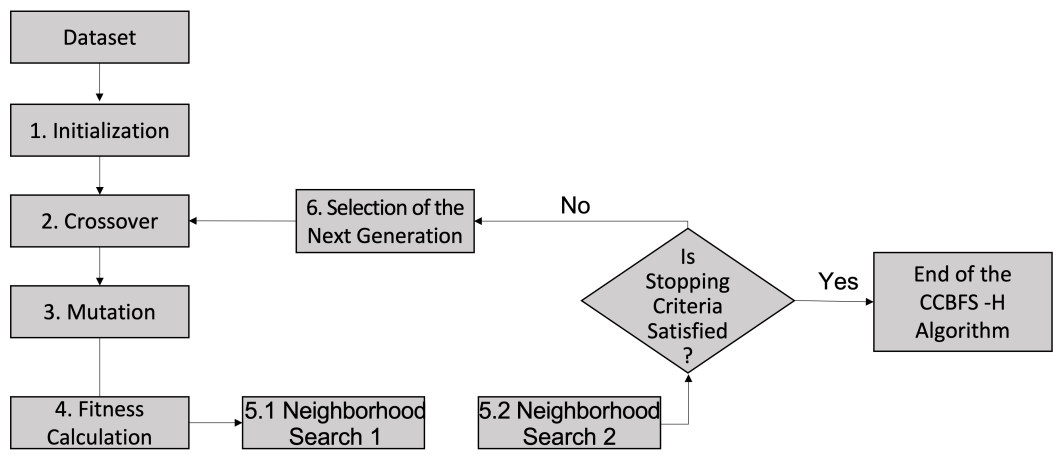 Dataset
1. Initialization
2. Crossover
3. Mutation
4. Fitness
Calculation
5.1 Neighborhood
Search 1
5.2 Neighborhood
Search 2
Is
Stopping
Criteria
Satisfied
?
No
6. Selection of the
Next Generation
Yes
End of the
CCBFS -H
Algorithm